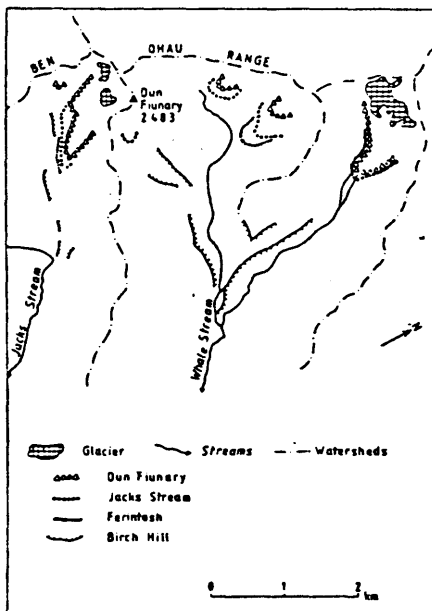 BEN OHAU RANGE
Dun
Fiunary
2483
Jacks Stream
Whale Stream
N
Glacier Streams Watersheds
Dun Fiunary
Jacks Stream
Ferintosh
Birch Hill
0 1 2
km